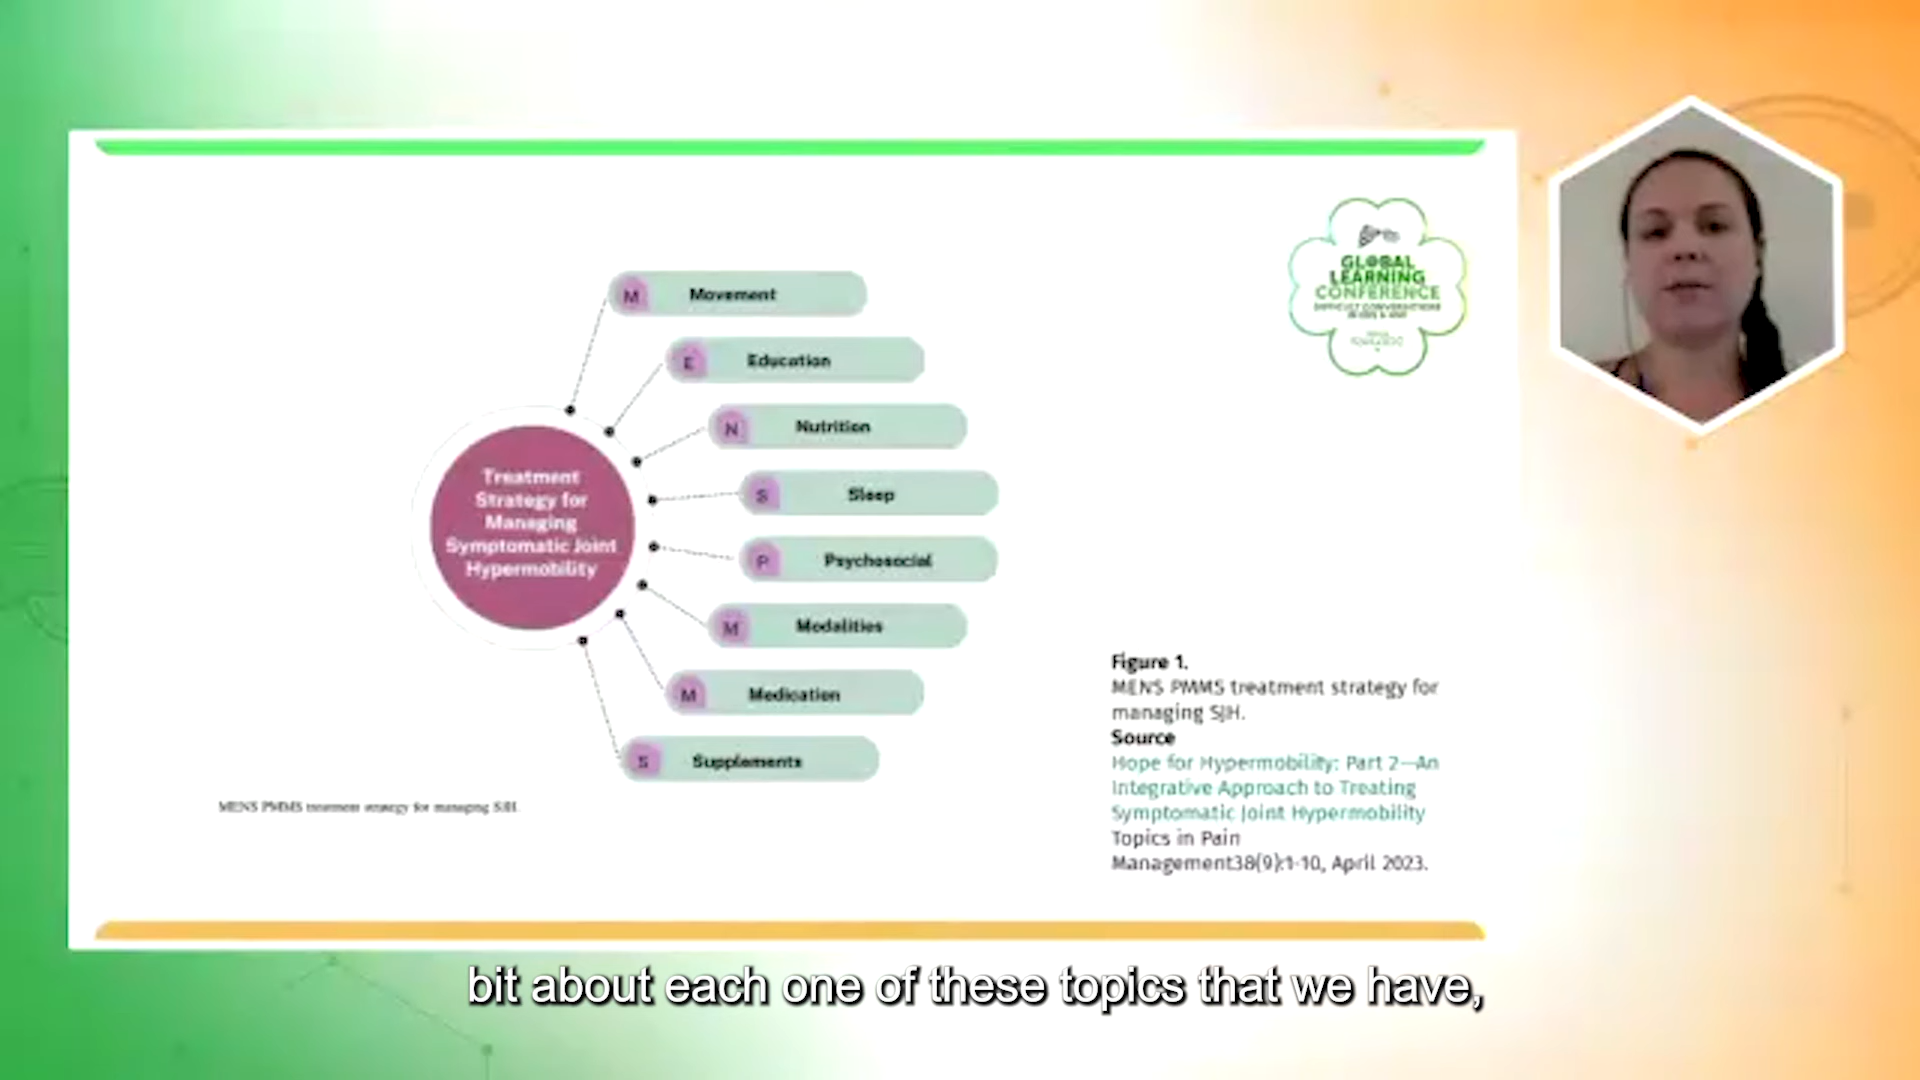 M Movement
E Education
N Nutrition
S Sleep
P Psychosocial
M Modalities
M Medication
S Supplements
Treatment
Strategy for
Managing
Symptomatic Joint
Hypermobility
MENS PMMS treatment strategy for managing SJH.
GLOBAL
LEARNING
CONFERENCE
DIFFICULT CONVERSATIONS
Figure 1.
MENS PMMS treatment strategy for
managing SJH.
Source
Hope for Hypermobility: Part 2—An
Integrative Approach to Treating
Symptomatic Joint Hypermobility
Topics in Pain
Management38(9):1-10, April 2023.
bit about each one of these topics that we have,